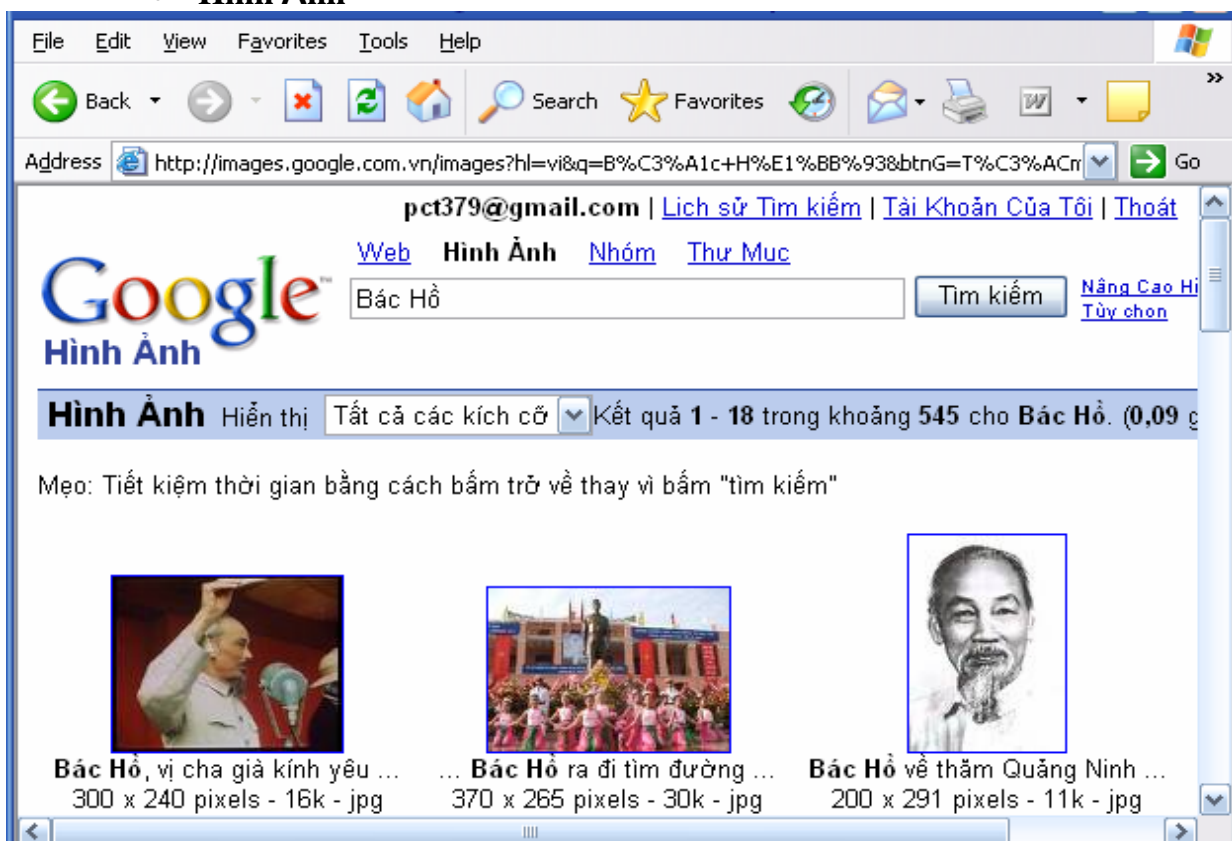 Hình Ảnh
File Edit View Favorites Tools Help
Back Search Favorites »
Address http://images.google.com.vn/images?hl=vi&q=B%C3%A1c+H%E1%BB%93&btnG=T%C3%ACm Go
pct379@gmail.com | Lich sử Tìm kiếm | Tài Khoản Của Tôi | Thoát
Web Hình Ảnh Nhóm Thư Muc
Google™ Bác Hồ Tìm kiếm Nâng Cao Hì
Tùy chon
Hình Ảnh
Hình Ảnh Hiển thị Tất cả các kích cỡ Kết quả 1 - 18 trong khoảng 545 cho Bác Hồ. (0,09 g
Mẹo: Tiết kiệm thời gian bằng cách bấm trở về thay vì bấm "tìm kiếm"
Bác Hồ, vị cha già kính yêu ... ... Bác Hồ ra đi tìm đường ... Bác Hồ về thăm Quảng Ninh ...
300 x 240 pixels - 16k - jpg 370 x 265 pixels - 30k - jpg 200 x 291 pixels - 11k - jpg